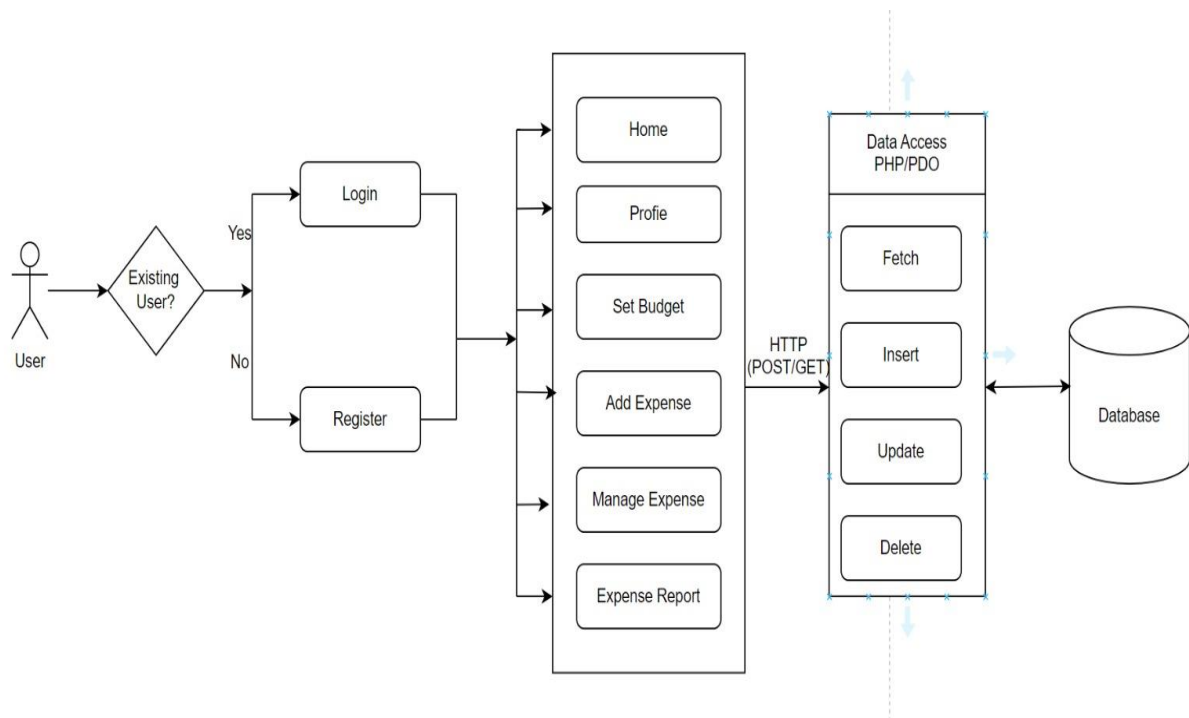 User
Existing
User?
Yes
No
Login
Register
Home
Profie
Set Budget
Add Expense
Manage Expense
Expense Report
HTTP
(POST/GET)
Data Access
PHP/PDO
Fetch
Insert
Update
Delete
Database